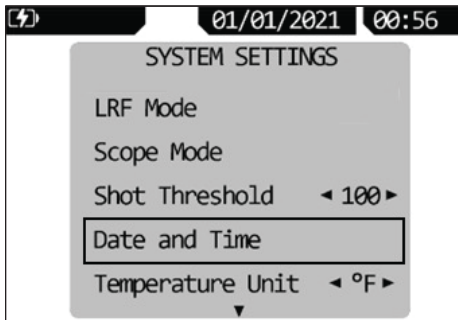 01/01/2021 00:56
SYSTEM SETTINGS
LRF Mode
Scope Mode
Shot Threshold ◄ 100 ►
Date and Time
Temperature Unit ◄ °F ►
▼